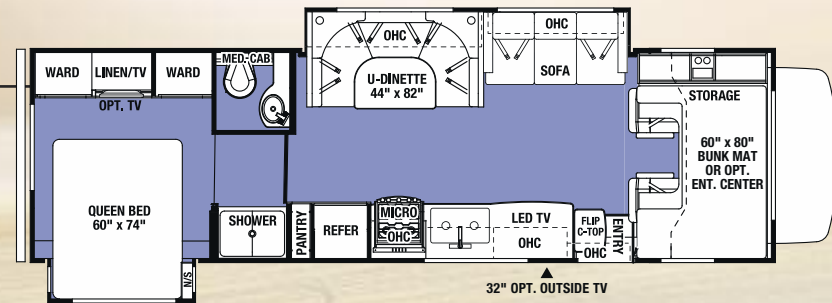 WARD
LINEN/TV
WARD
OPT. TV
MED. CAB
OHC
U-DINETTE
44" x 82"
OHC
SOFA
STORAGE
60" x 80"
BUNK MAT
OR OPT.
ENT. CENTER
QUEEN BED
60" x 74"
N/S
SHOWER
PANTRY
REFER
MICRO
OHC
LED TV
OHC
FLIP
C-TOP
OHC
ENTRY
32" OPT. OUTSIDE TV